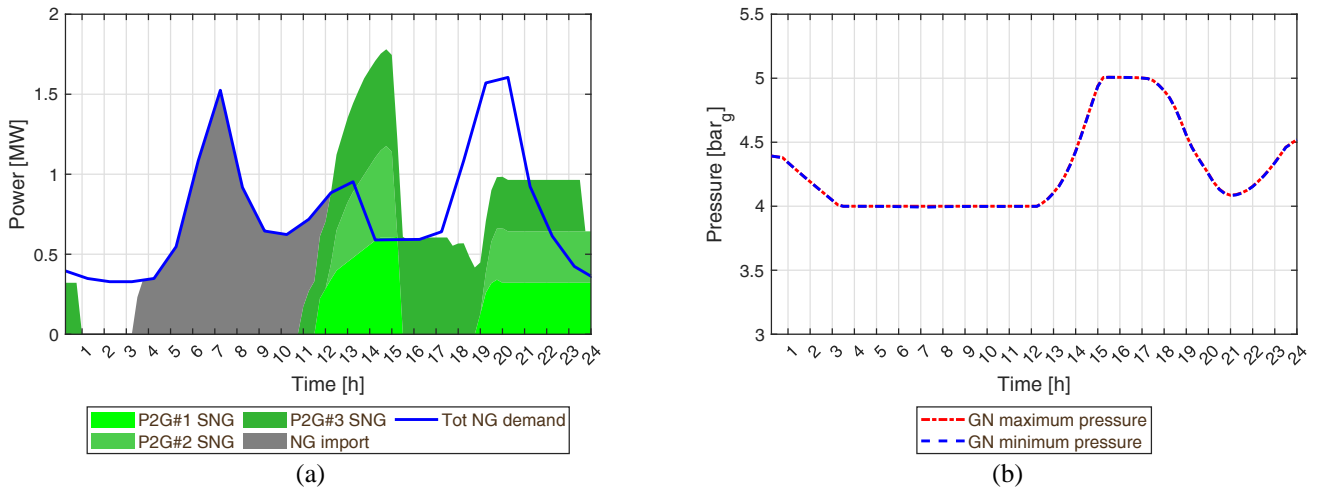 2
1.5
1
0.5
0
Power [MW]
1 2 3 4 5 6 7 8 9 10 11 12 13 14 15 16 17 18 19 20 21 22 23 24
Time [h]
P2G#1 SNG P2G#3 SNG Tot NG demand
P2G#2 SNG NG import
(a)
5.5
5
4.5
4
3.5
3
Pressure [barg]
1 2 3 4 5 6 7 8 9 10 11 12 13 14 15 16 17 18 19 20 21 22 23 24
Time [h]
GN maximum pressure
GN minimum pressure
(b)